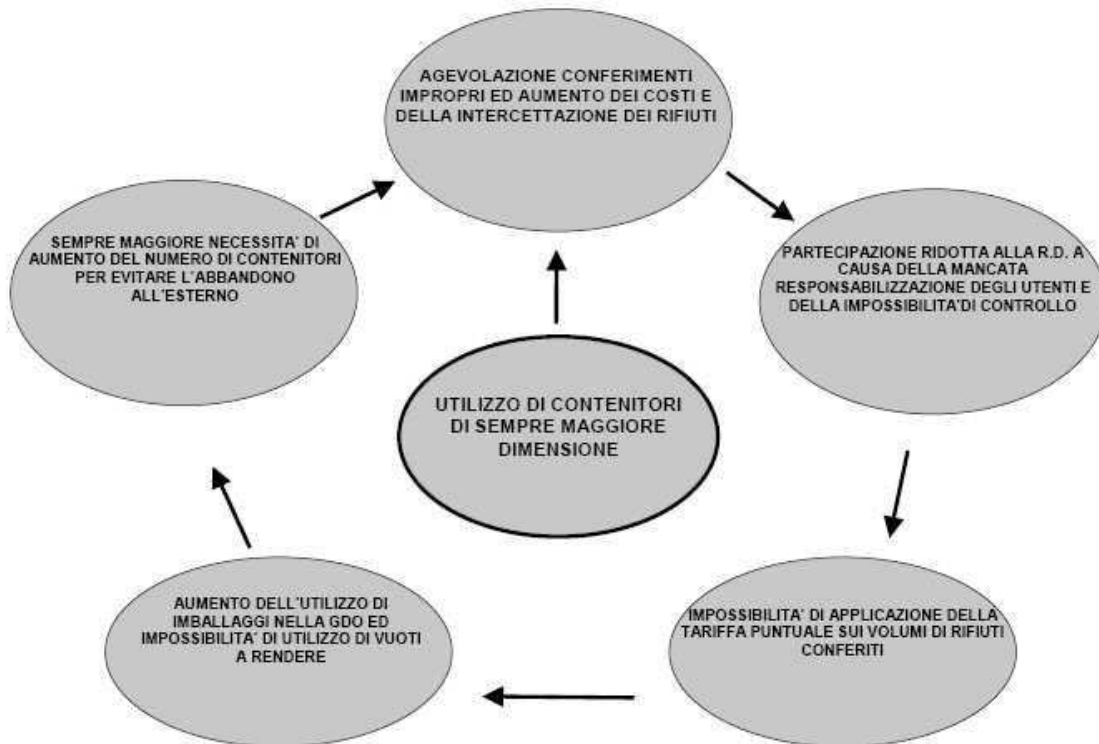 AGEVOLAZIONE CONFERIMENTI
IMPROPRI ED AUMENTO DEI COSTI E
DELLA INTERCETTAZIONE DEI RIFIUTI
PARTECIPAZIONE RIDOTTA ALLA R.D. A
CAUSA DELLA MANCATA
RESPONSABILIZZAZIONE DEGLI UTENTI E
DELLA IMPOSSIBILITA'DI CONTROLLO
IMPOSSIBILITA' DI APPLICAZIONE DELLA
TARIFFA PUNTUALE SUI VOLUMI DI RIFIUTI
CONFERITI
AUMENTO DELL'UTILIZZO DI
IMBALLAGGI NELLA GDO ED
IMPOSSIBILITA' DI UTILIZZO DI VUOTI
A RENDERE
SEMPRE MAGGIORE NECESSITA' DI
AUMENTO DEL NUMERO DI CONTENITORI
PER EVITARE L'ABBANDONO
ALL'ESTERNO
UTILIZZO DI CONTENITORI
DI SEMPRE MAGGIORE
DIMENSIONE